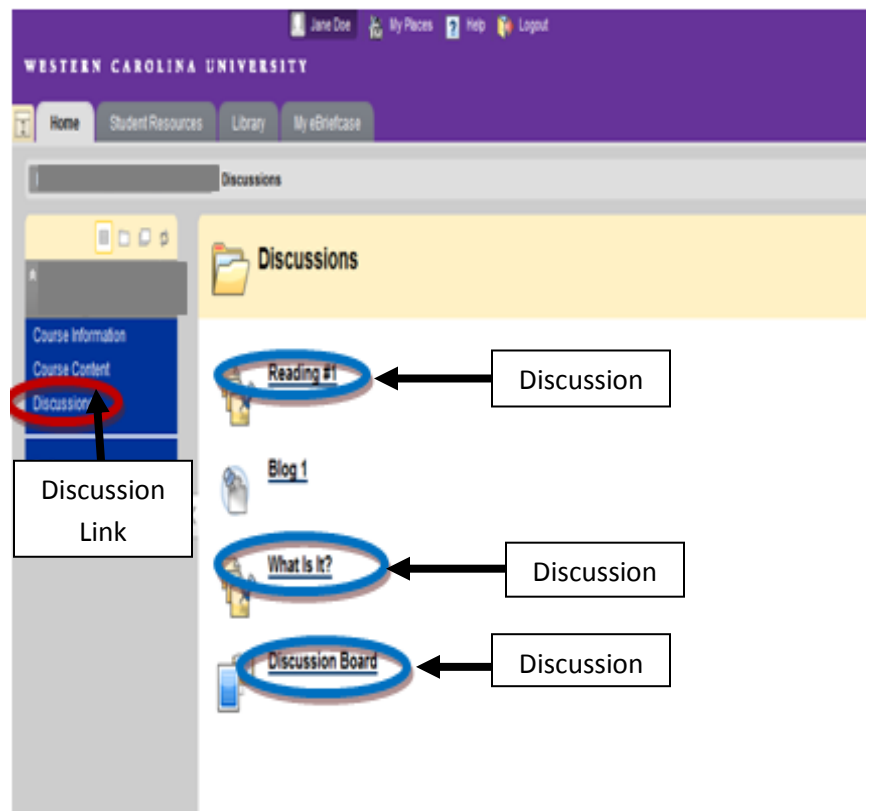 Jane Doe My Places Help Logout
WESTERN CAROLINA UNIVERSITY
Home Student Resources Library My eBriefcase
Discussions
Discussions
Course Information
Course Content
Discussions
Discussion
Link
Reading #1
Discussion
Blog 1
What Is It?
Discussion
Discussion Board
Discussion